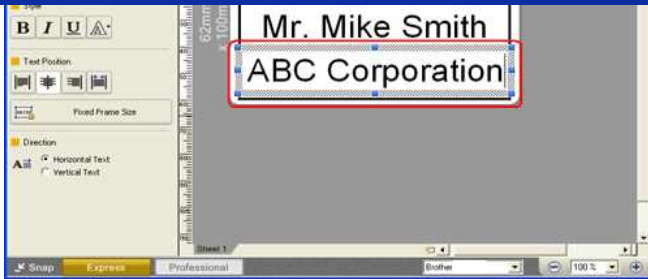 Style
B I U A
Text Position
Fixed Frame Size
Direction
Horizontal Text
Vertical Text
62mm
x 100m
Mr. Mike Smith
ABC Corporation
Sheet 1
Snap
Express
Professional
Brother
100 %